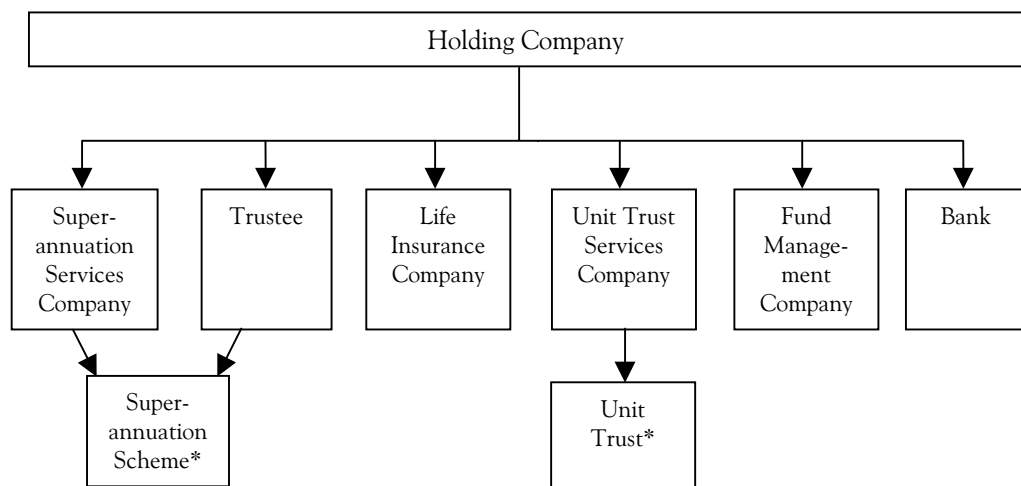 Holding Company
Super-
annuation
Services
Company
Trustee
Life
Insurance
Company
Unit Trust
Services
Company
Fund
Manage-
ment
Company
Bank
Super-
annuation
Scheme*
Unit
Trust*